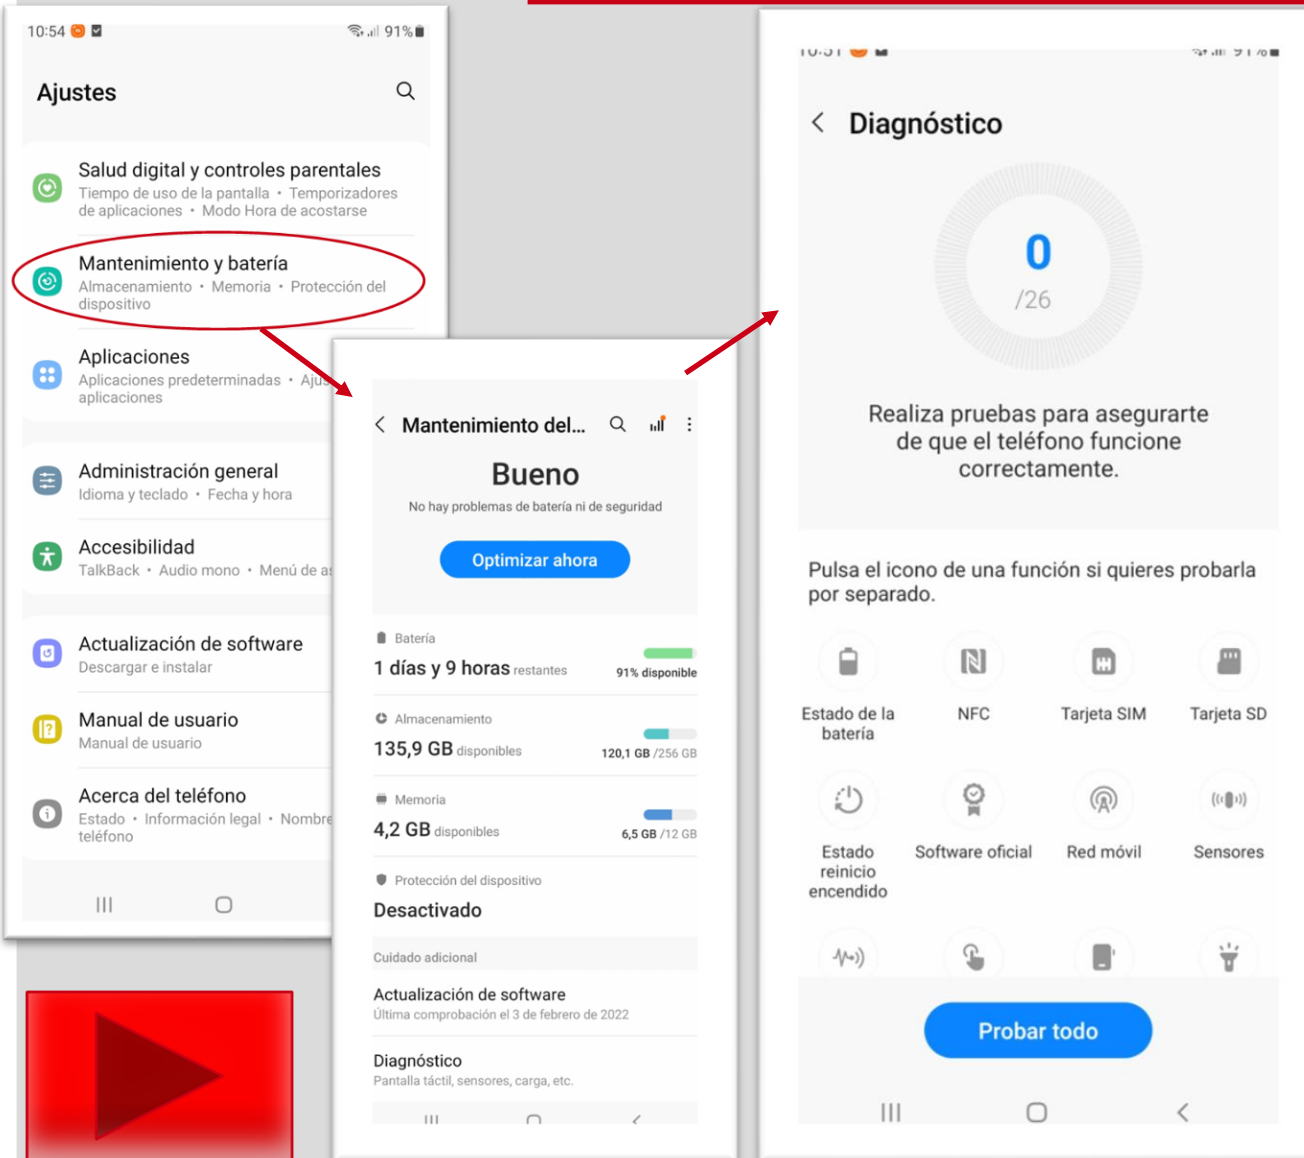 10:54
91%
Ajustes
Salud digital y controles parentales
Tiempo de uso de la pantalla • Temporizadores
de aplicaciones • Modo Hora de acostarse
Mantenimiento y batería
Almacenamiento • Memoria • Protección del
dispositivo
Aplicaciones
Aplicaciones predeterminadas •
aplicaciones
Administración general
Idioma y teclado • Fecha y hora
Accesibilidad
TalkBack • Audio mono • Menú de
Actualización de software
Descargar e instalar
Manual de usuario
Manual de usuario
Acerca del teléfono
Estado • Información legal • Nombre
teléfono
Mantenimiento del...
Bueno
No hay problemas de batería ni de seguridad
Optimizar ahora
Batería
1 días y 9 horas restantes
91% disponible
Almacenamiento
135,9 GB disponibles
120,1 GB /256 GB
Memoria
4,2 GB disponibles
6,5 GB /12 GB
Protección del dispositivo
Desactivado
Cuidado adicional
Actualización de software
Última comprobación el 3 de febrero de 2022
Diagnóstico
Pantalla táctil, sensores, carga, etc.
10:51
91%
Diagnóstico
0
/26
Realiza pruebas para asegurarte
de que el teléfono funcione
correctamente.
Pulsa el icono de una función si quieres probarla
por separado.
Estado de la
batería
NFC
Tarjeta SIM
Tarjeta SD
Estado
reinicio
encendido
Software oficial
Red móvil
Sensores
Probar todo